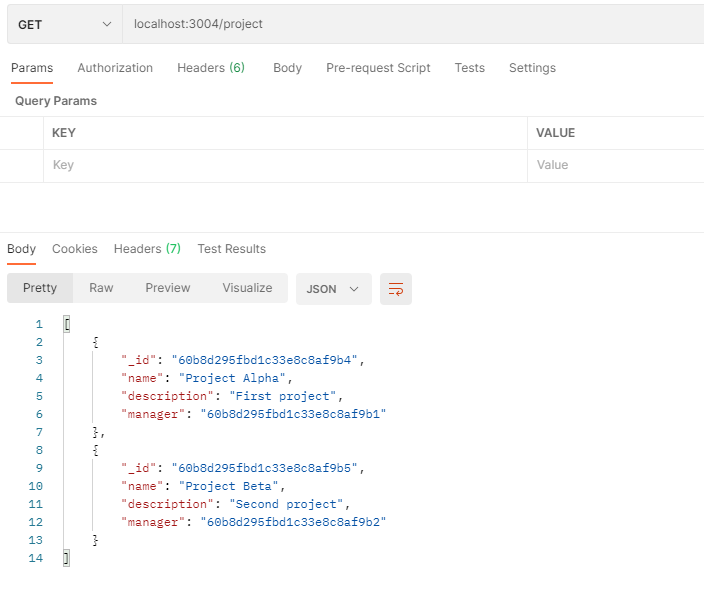 GET localhost:3004/project
Params Authorization Headers (6) Body Pre-request Script Tests Settings
Query Params
KEY VALUE
Key Value
Body Cookies Headers (7) Test Results
Pretty Raw Preview Visualize JSON
1 [
2 {
3 "_id": "60b8d295fbd1c33e8c8af9b4",
4 "name": "Project Alpha",
5 "description": "First project",
6 "manager": "60b8d295fbd1c33e8c8af9b1"
7 },
8 {
9 "_id": "60b8d295fbd1c33e8c8af9b5",
10 "name": "Project Beta",
11 "description": "Second project",
12 "manager": "60b8d295fbd1c33e8c8af9b2"
13 }
14 ]